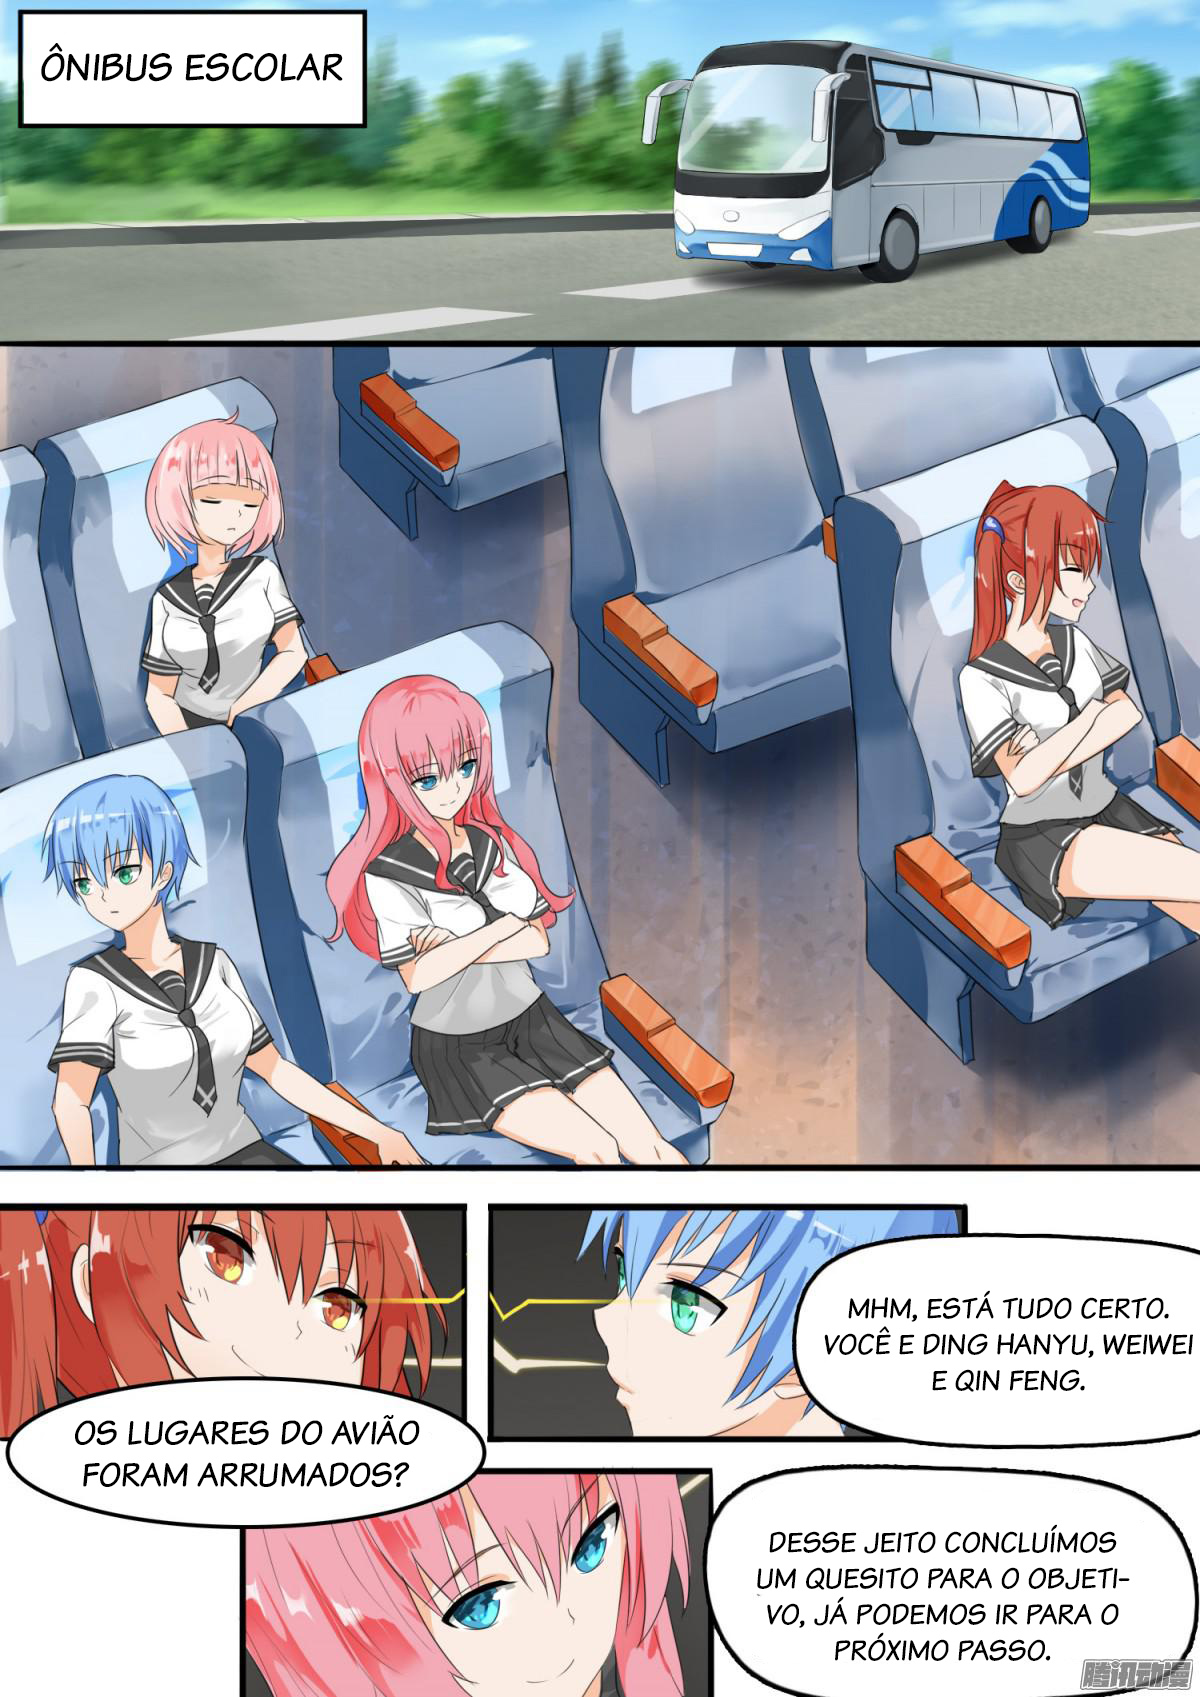 ÔNIBUS ESCOLAR
MHM, ESTÁ TUDO CERTO.
VOCÊ E DING HANYU, WEIWEI
E QIN FENG.
OS LUGARES DO AVIÃO
FORAM ARRUMADOS?
DESSE JEITO CONCLUÍMOS
UM QUESITO PARA O OBJETI-
VO, JÁ PODEMOS IR PARA O
PRÓXIMO PASSO.
腾讯动漫